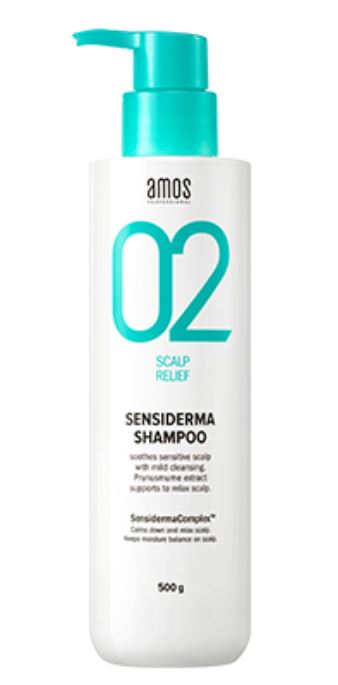 amos
PROFESSIONAL
02
SCALP
RELIEF
SENSIDERMA
SHAMPOO
soothes sensitive scalp
with mild cleansing.
Prunusmume extract
supports to relax scalp.
SensidermaComplex™
Calms down and relax scalp.
Keeps moisture balance on scalp.
500 g